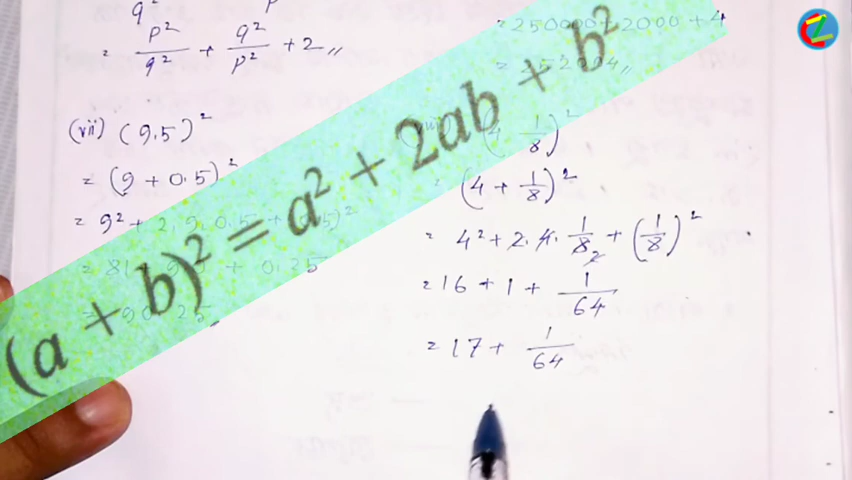 q² p
= p²/q² + q²/p² + 2 ,,
(vii) (9.5)²
= (9 + 0.5)²
= 9² + 2.9.0.5 + (0.5)²
= 81 + 9.0 + 0.25
= 90.25
= 250000 + 2000 + 4
= 252004 ,,
(4 1/8)²
= (4 + 1/8)²
= 4² + 2.4. 1/8 2 + (1/8)²
= 16 + 1 + 1/64
= 17 + 1/64
(a + b)² = a² + 2ab + b²